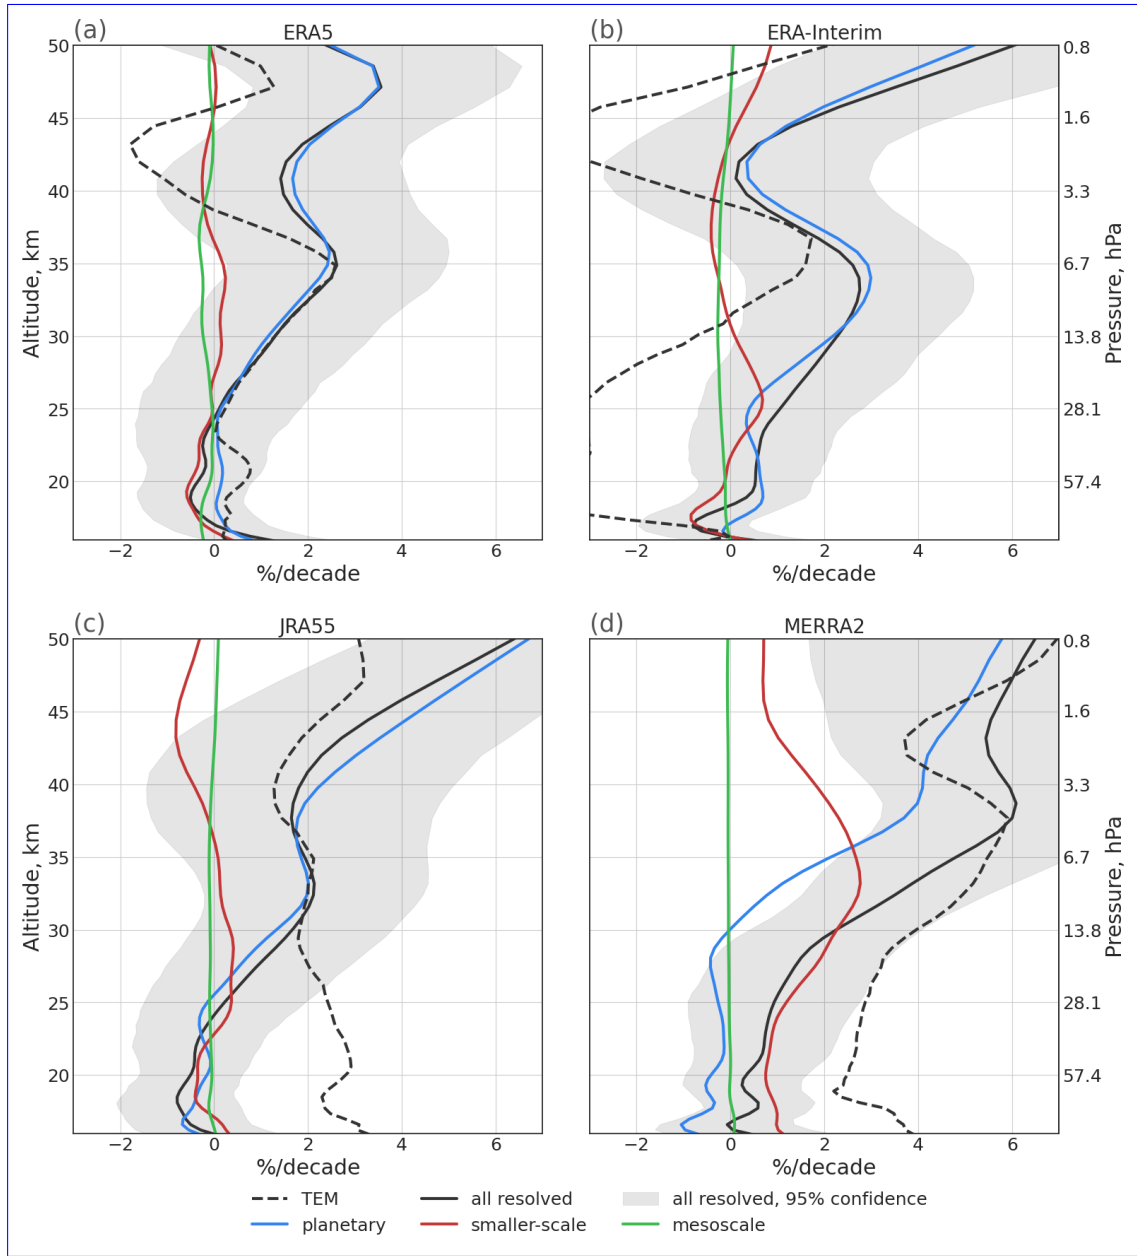 (a) ERA5
(b) ERA-Interim
50
45
40
35
30
25
20
Altitude, km
0.8
1.6
3.3
6.7
13.8
28.1
57.4
Pressure, hPa
−2 0 2 4 6
−2 0 2 4 6
%/decade
%/decade
(c) JRA55
(d) MERRA2
50
45
40
35
30
25
20
Altitude, km
0.8
1.6
3.3
6.7
13.8
28.1
57.4
Pressure, hPa
−2 0 2 4 6
−2 0 2 4 6
%/decade
%/decade
TEM all resolved all resolved, 95% confidence
planetary smaller-scale mesoscale